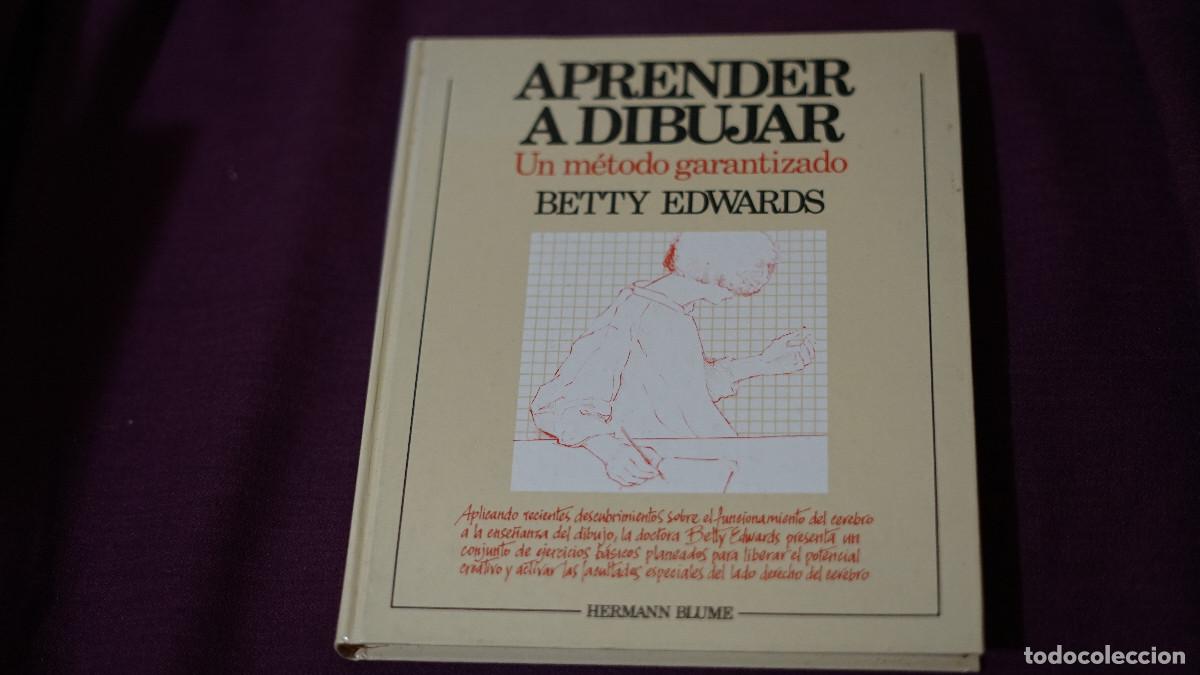 APRENDER
A DIBUJAR
Un método garantizado
BETTY EDWARDS
Aplicando recientes descubrimientos sobre el funcionamiento del cerebro
a la enseñanza del dibujo, la doctora Betty Edwards presenta un
conjunto de ejercicios básicos planeados para liberar el potencial
creativo y activar las facultades especiales del lado derecho del cerebro
HERMANN BLUME
todocoleccion